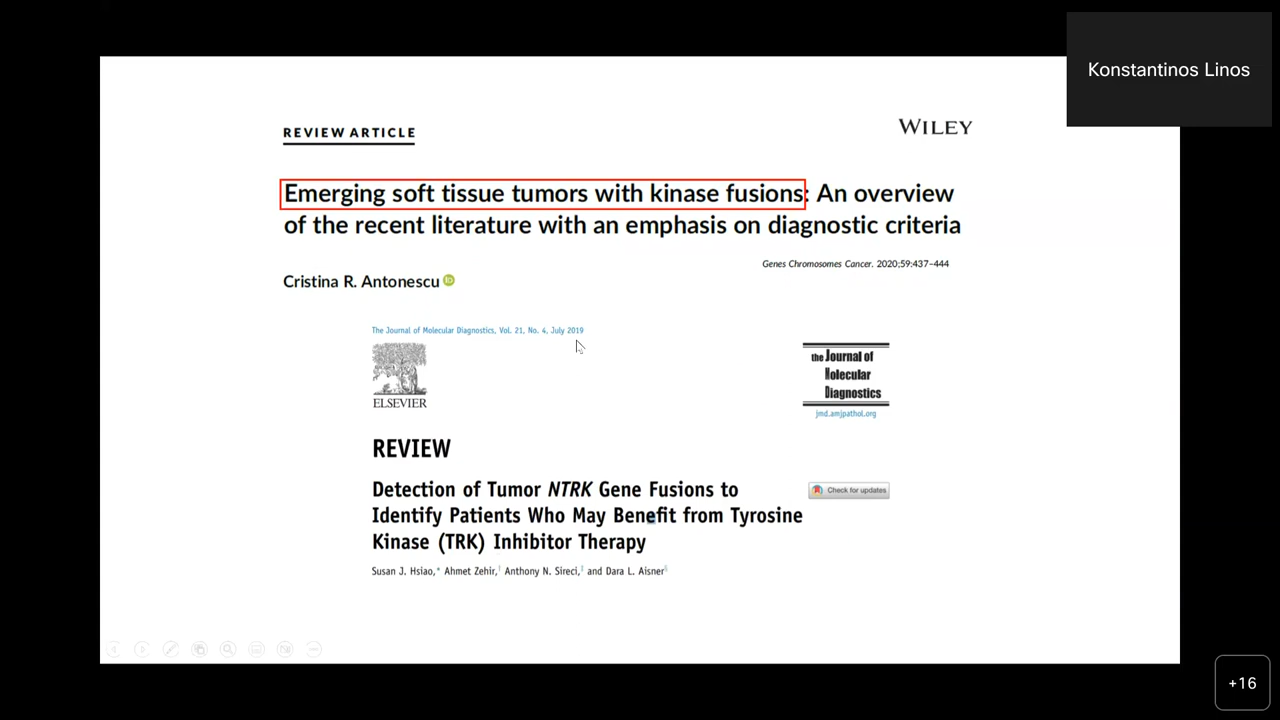 Konstantinos Linos
REVIEW ARTICLE
WILEY
Emerging soft tissue tumors with kinase fusions: An overview
of the recent literature with an emphasis on diagnostic criteria
Genes Chromosomes Cancer. 2020;59:437–444
Cristina R. Antonescu iD
The Journal of Molecular Diagnostics, Vol. 21, No. 4, July 2019
ELSEVIER
the Journal of
Molecular
Diagnostics
jmd.amjpathol.org
REVIEW
Detection of Tumor NTRK Gene Fusions to
Identify Patients Who May Benefit from Tyrosine
Kinase (TRK) Inhibitor Therapy
Check for updates
Susan J. Hsiao,* Ahmet Zehir,† Anthony N. Sireci,‡ and Dara L. Aisner
+16